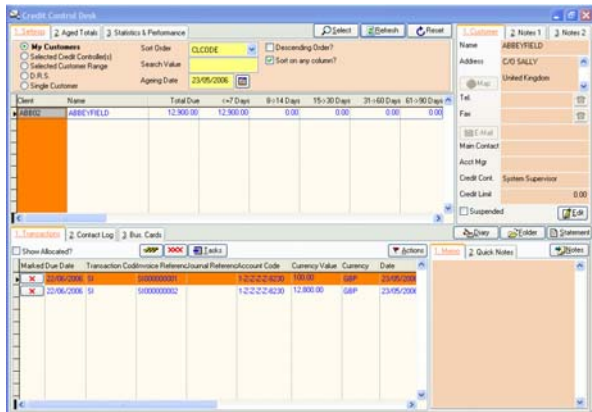 Credit Control Desk
1. Settings 2 Aged Totals 3 Statistics & Performance
Select Refresh Reset
My Customers
Selected Credit Controller(s)
Selected Customer Range
D.R.S.
Single Customer
Sort Order CLCODE
Search Value
Ageing Date 23/05/2006
Descending Order?
Sort on any column?
1. Customer 2 Notes 1 3 Notes 2
Name ABBEYFIELD
Address C/O SALLY
United Kingdom
Map
Tel.
Fax
E-Mail
Main Contact
Acct Mgr
Credit Cont. System Supervisor
Credit Limit 0.00
Suspended Edit
Client Name Total Due <=7 Days 8->14 Days 15->30 Days 31->60 Days 61->90 Days
ABB02 ABBEYFIELD 12,900.00 12,900.00 0.00 0.00 0.00 0.00
1. Transactions 2 Contact Log 3 Bus. Cards
Diary Folder Statement
Show Allocated? XXX Tasks Actions
1. Memo 2 Quick Notes Notes
Marked Due Date Transaction Code Invoice Reference Journal Reference Account Code Currency Value Currency Date
22/06/2006 SI SI000000001 1-Z-Z-Z-Z-6230 100.00 GBP 23/05/2006
22/06/2006 SI SI000000002 1-Z-Z-Z-Z-6230 12,800.00 GBP 23/05/2006